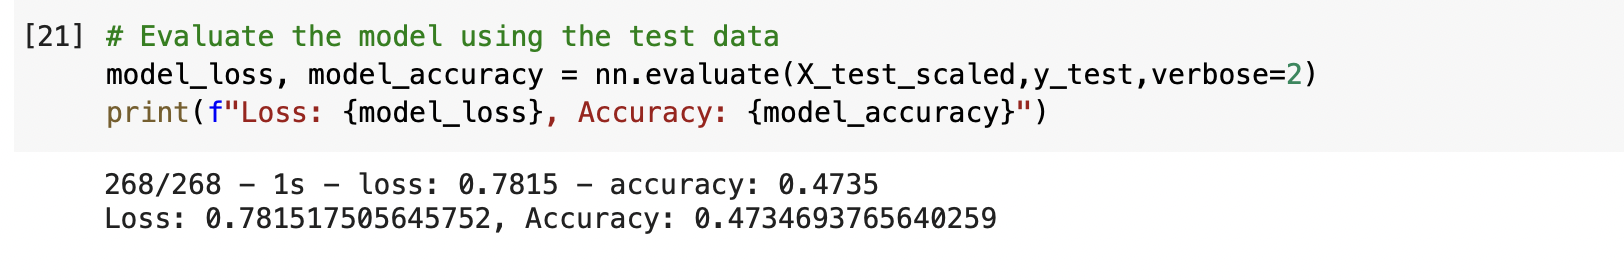 [21] # Evaluate the model using the test data
model_loss, model_accuracy = nn.evaluate(X_test_scaled,y_test,verbose=2)
print(f"Loss: {model_loss}, Accuracy: {model_accuracy}")
268/268 - 1s - loss: 0.7815 - accuracy: 0.4735
Loss: 0.781517505645752, Accuracy: 0.4734693765640259